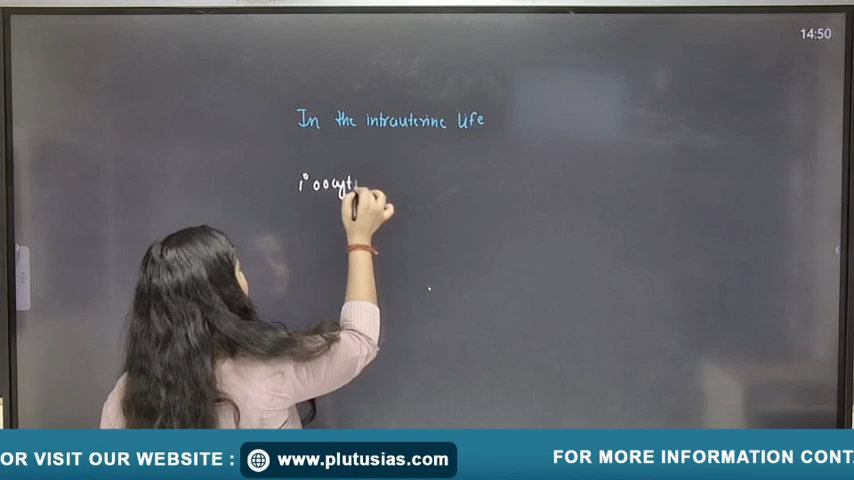 14:50
In the intrauterine life
1° oocyt
OR VISIT OUR WEBSITE : www.plutusias.com FOR MORE INFORMATION CONT